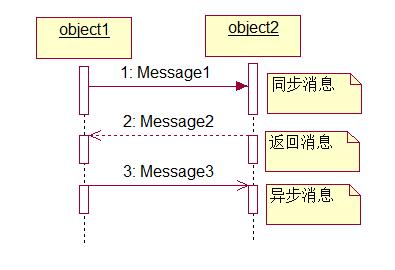 object1
object2
1: Message1
同步消息
2: Message2
返回消息
3: Message3
异步消息